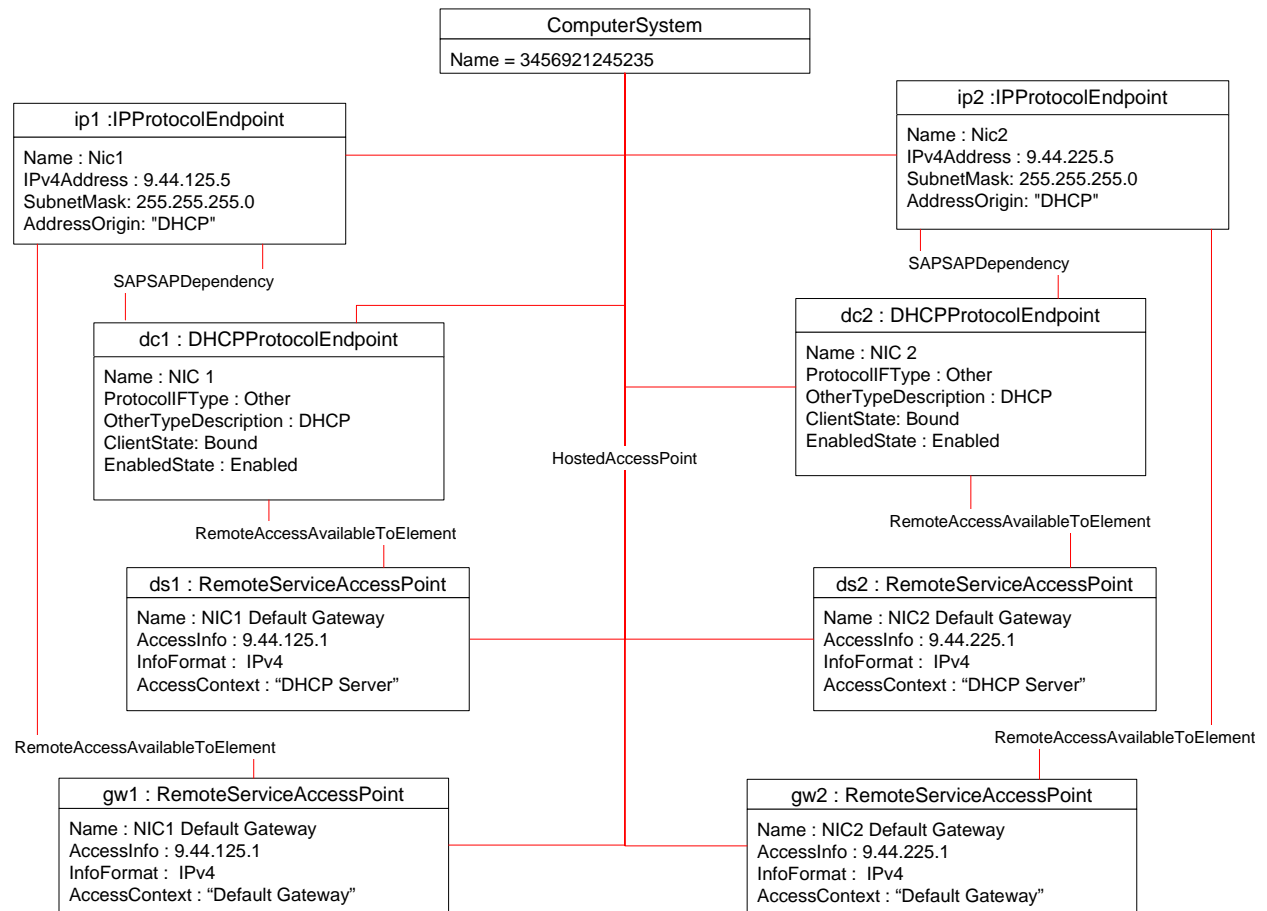 ComputerSystem
Name = 3456921245235
ip1 :IPProtocolEndpoint
Name : Nic1
IPv4Address : 9.44.125.5
SubnetMask: 255.255.255.0
AddressOrigin: "DHCP"
ip2 :IPProtocolEndpoint
Name : Nic2
IPv4Address : 9.44.225.5
SubnetMask: 255.255.255.0
AddressOrigin: "DHCP"
SAPSAPDependency
SAPSAPDependency
dc1 : DHCPProtocolEndpoint
Name : NIC 1
ProtocolIFType : Other
OtherTypeDescription : DHCP
ClientState: Bound
EnabledState : Enabled
dc2 : DHCPProtocolEndpoint
Name : NIC 2
ProtocolIFType : Other
OtherTypeDescription : DHCP
ClientState: Bound
EnabledState : Enabled
HostedAccessPoint
RemoteAccessAvailableToElement
RemoteAccessAvailableToElement
ds1 : RemoteServiceAccessPoint
Name : NIC1 Default Gateway
AccessInfo : 9.44.125.1
InfoFormat : IPv4
AccessContext : “DHCP Server”
ds2 : RemoteServiceAccessPoint
Name : NIC2 Default Gateway
AccessInfo : 9.44.225.1
InfoFormat : IPv4
AccessContext : “DHCP Server”
RemoteAccessAvailableToElement
RemoteAccessAvailableToElement
gw1 : RemoteServiceAccessPoint
Name : NIC1 Default Gateway
AccessInfo : 9.44.125.1
InfoFormat : IPv4
AccessContext : “Default Gateway”
gw2 : RemoteServiceAccessPoint
Name : NIC2 Default Gateway
AccessInfo : 9.44.225.1
InfoFormat : IPv4
AccessContext : “Default Gateway”